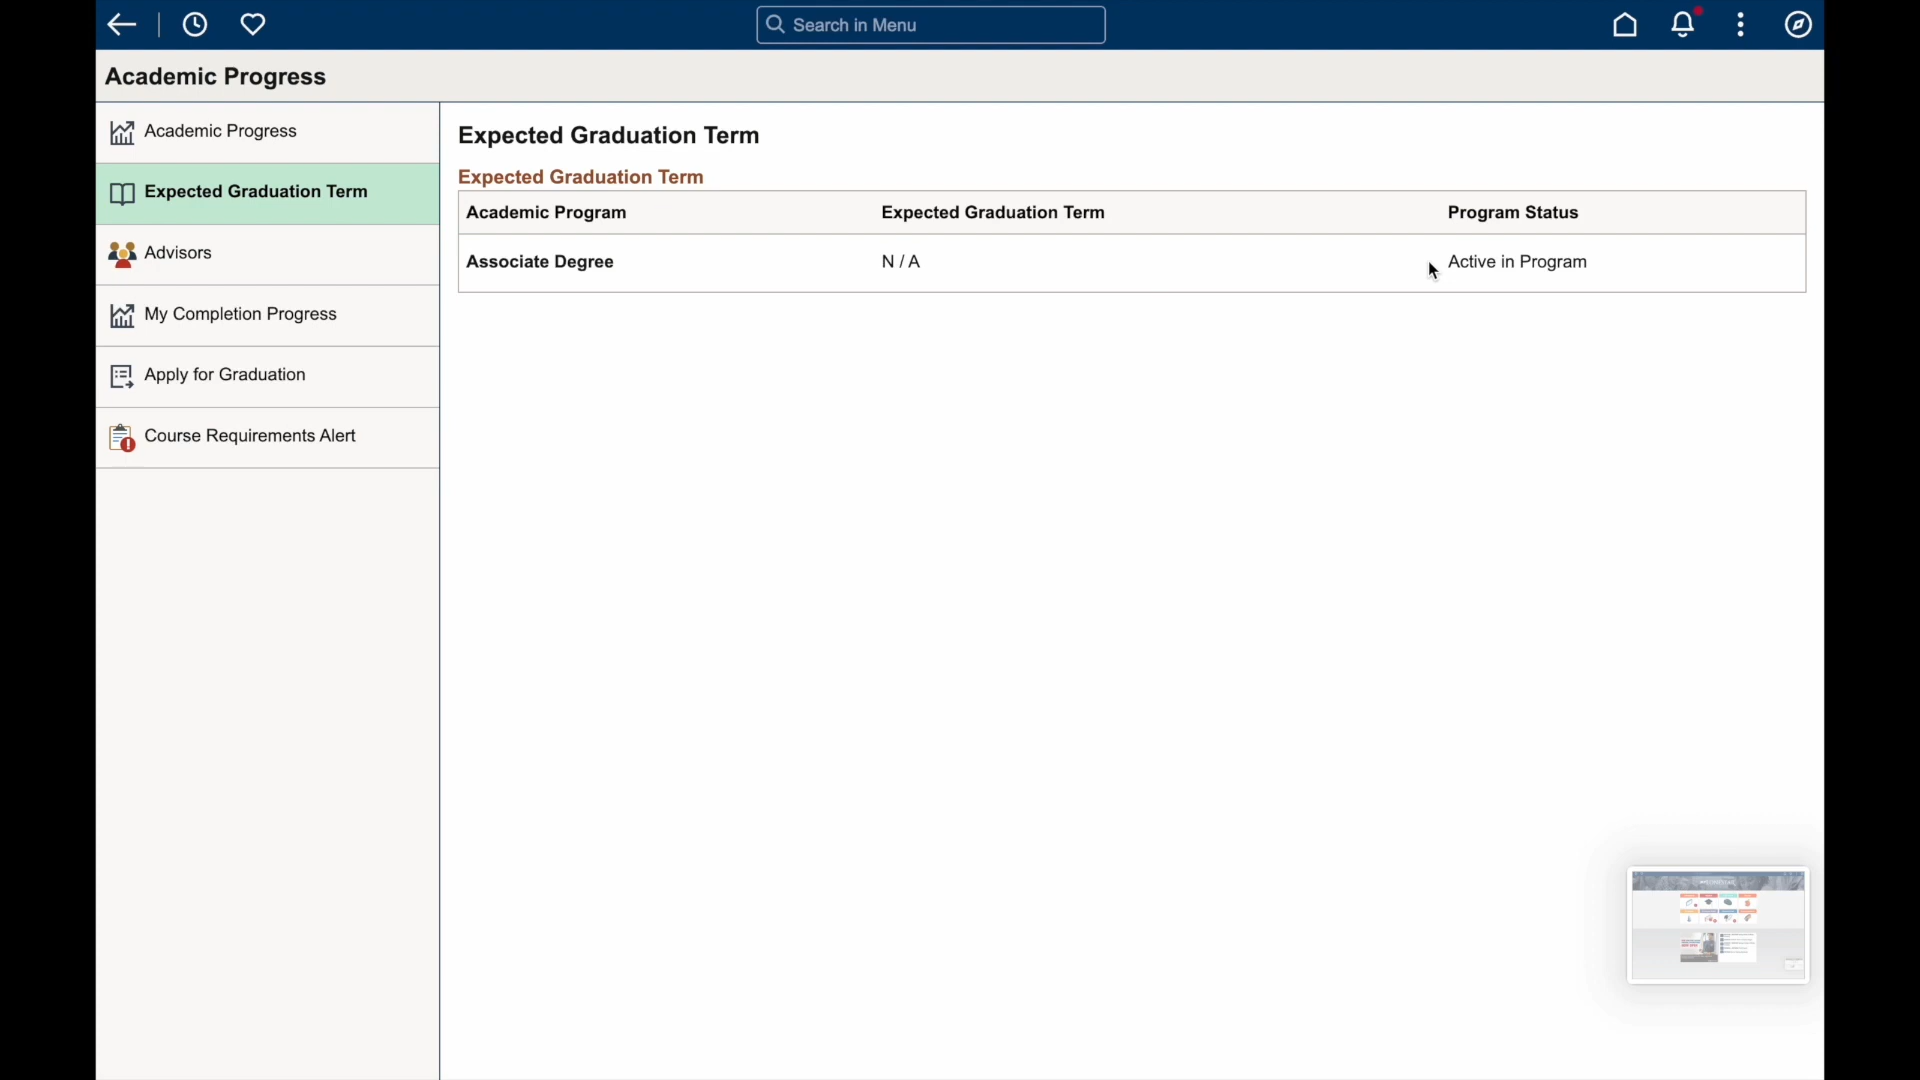 Search in Menu
Academic Progress
Academic Progress
Expected Graduation Term
Advisors
My Completion Progress
Apply for Graduation
Course Requirements Alert
Expected Graduation Term
Expected Graduation Term
Academic Program Expected Graduation Term Program Status
Associate Degree N / A Active in Program